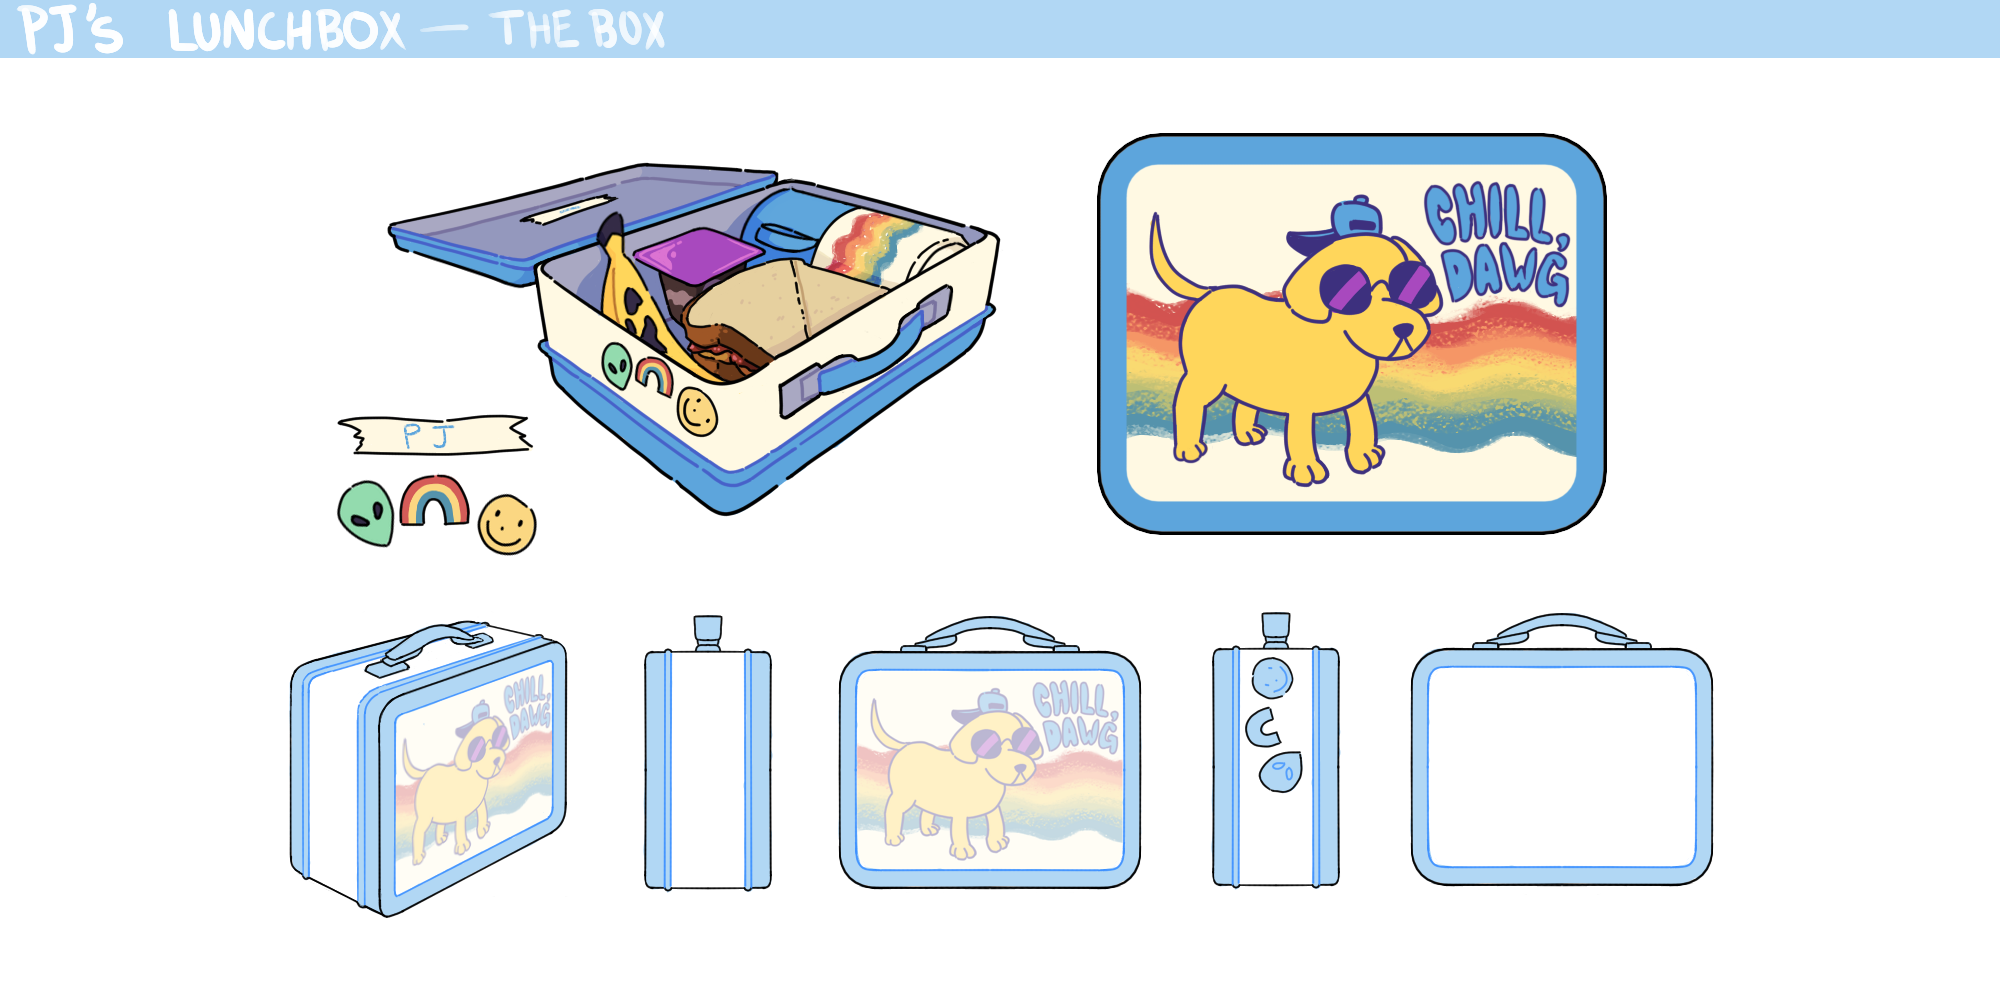 PJ's LUNCHBOX — THE BOX
CHILL,
DAWG
PJ
CHILL,
DAWG
CHILL,
DAWG